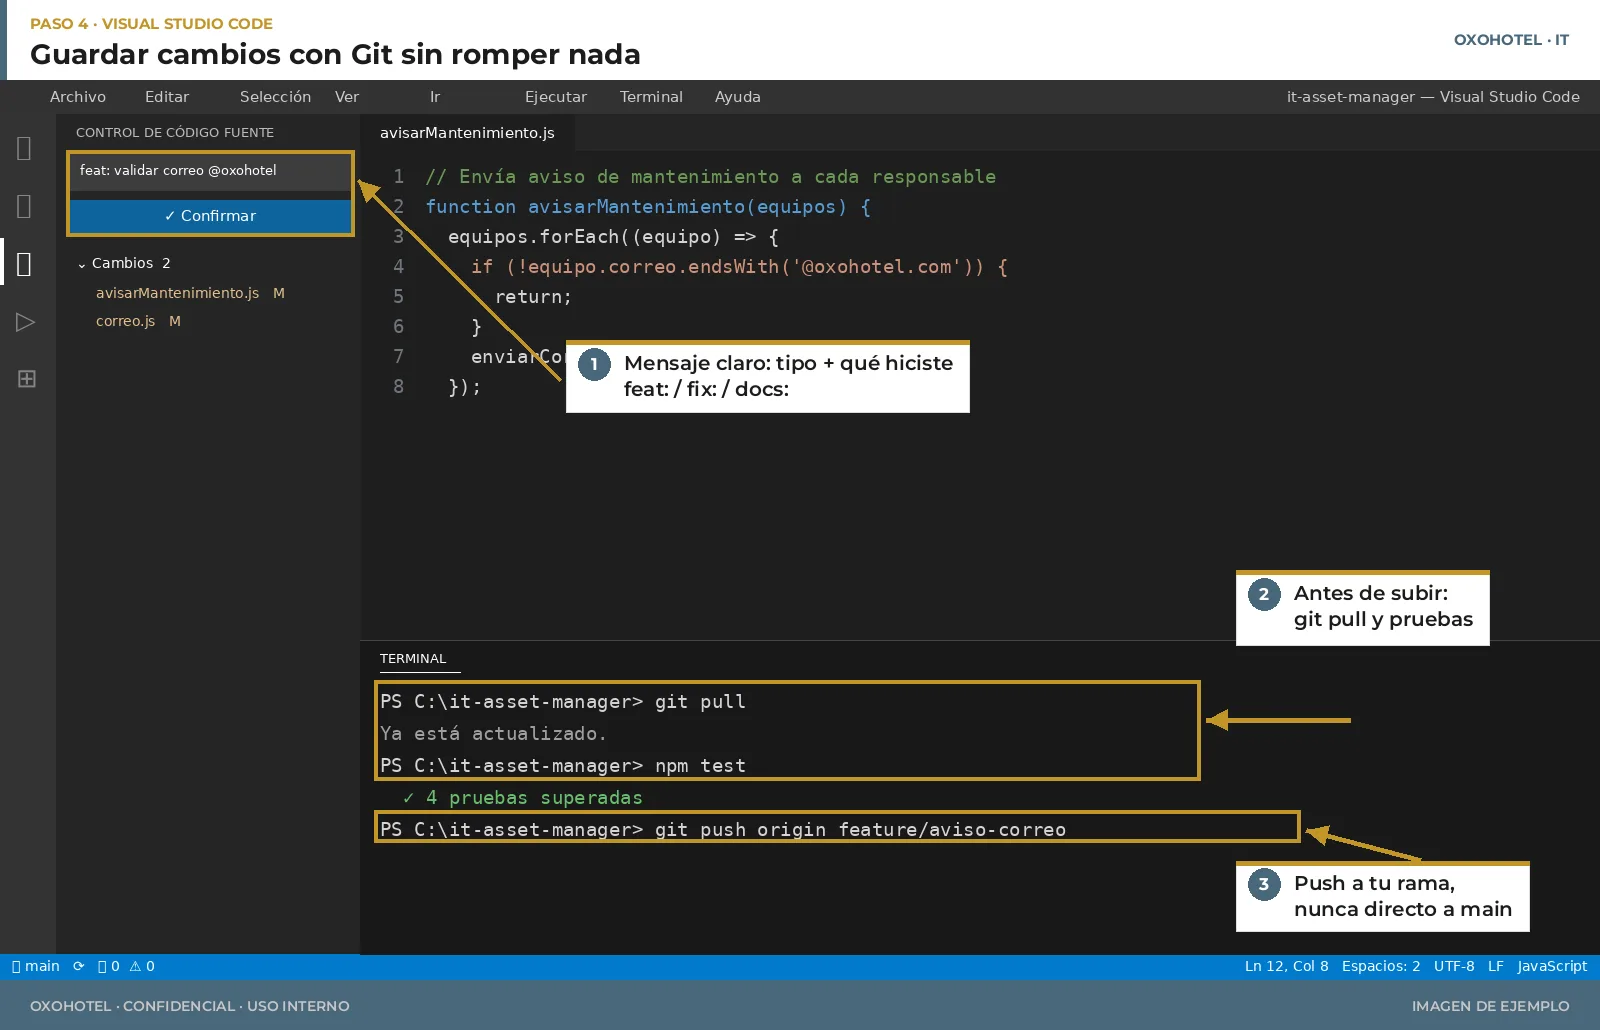 PASO 4 · VISUAL STUDIO CODE
Guardar cambios con Git sin romper nada
OXOHOTEL · IT
Archivo Editar Selección Ver Ir Ejecutar Terminal Ayuda
it-asset-manager — Visual Studio Code
CONTROL DE CÓDIGO FUENTE
feat: validar correo @oxohotel
✓ Confirmar
⌄ Cambios 2
avisarMantenimiento.js M
correo.js M
avisarMantenimiento.js
1 // Envía aviso de mantenimiento a cada responsable
2 function avisarMantenimiento(equipos) {
3 equipos.forEach((equipo) => {
4 if (!equipo.correo.endsWith('@oxohotel.com')) {
5 return;
6 }
7 enviarCo
8 });
1 Mensaje claro: tipo + qué hiciste
feat: / fix: / docs:
2 Antes de subir:
git pull y pruebas
TERMINAL
PS C:\it-asset-manager> git pull
Ya está actualizado.
PS C:\it-asset-manager> npm test
✓ 4 pruebas superadas
PS C:\it-asset-manager> git push origin feature/aviso-correo
3 Push a tu rama,
nunca directo a main
main ⟳ 0 ⚠ 0
Ln 12, Col 8 Espacios: 2 UTF-8 LF JavaScript
OXOHOTEL · CONFIDENCIAL · USO INTERNO
IMAGEN DE EJEMPLO